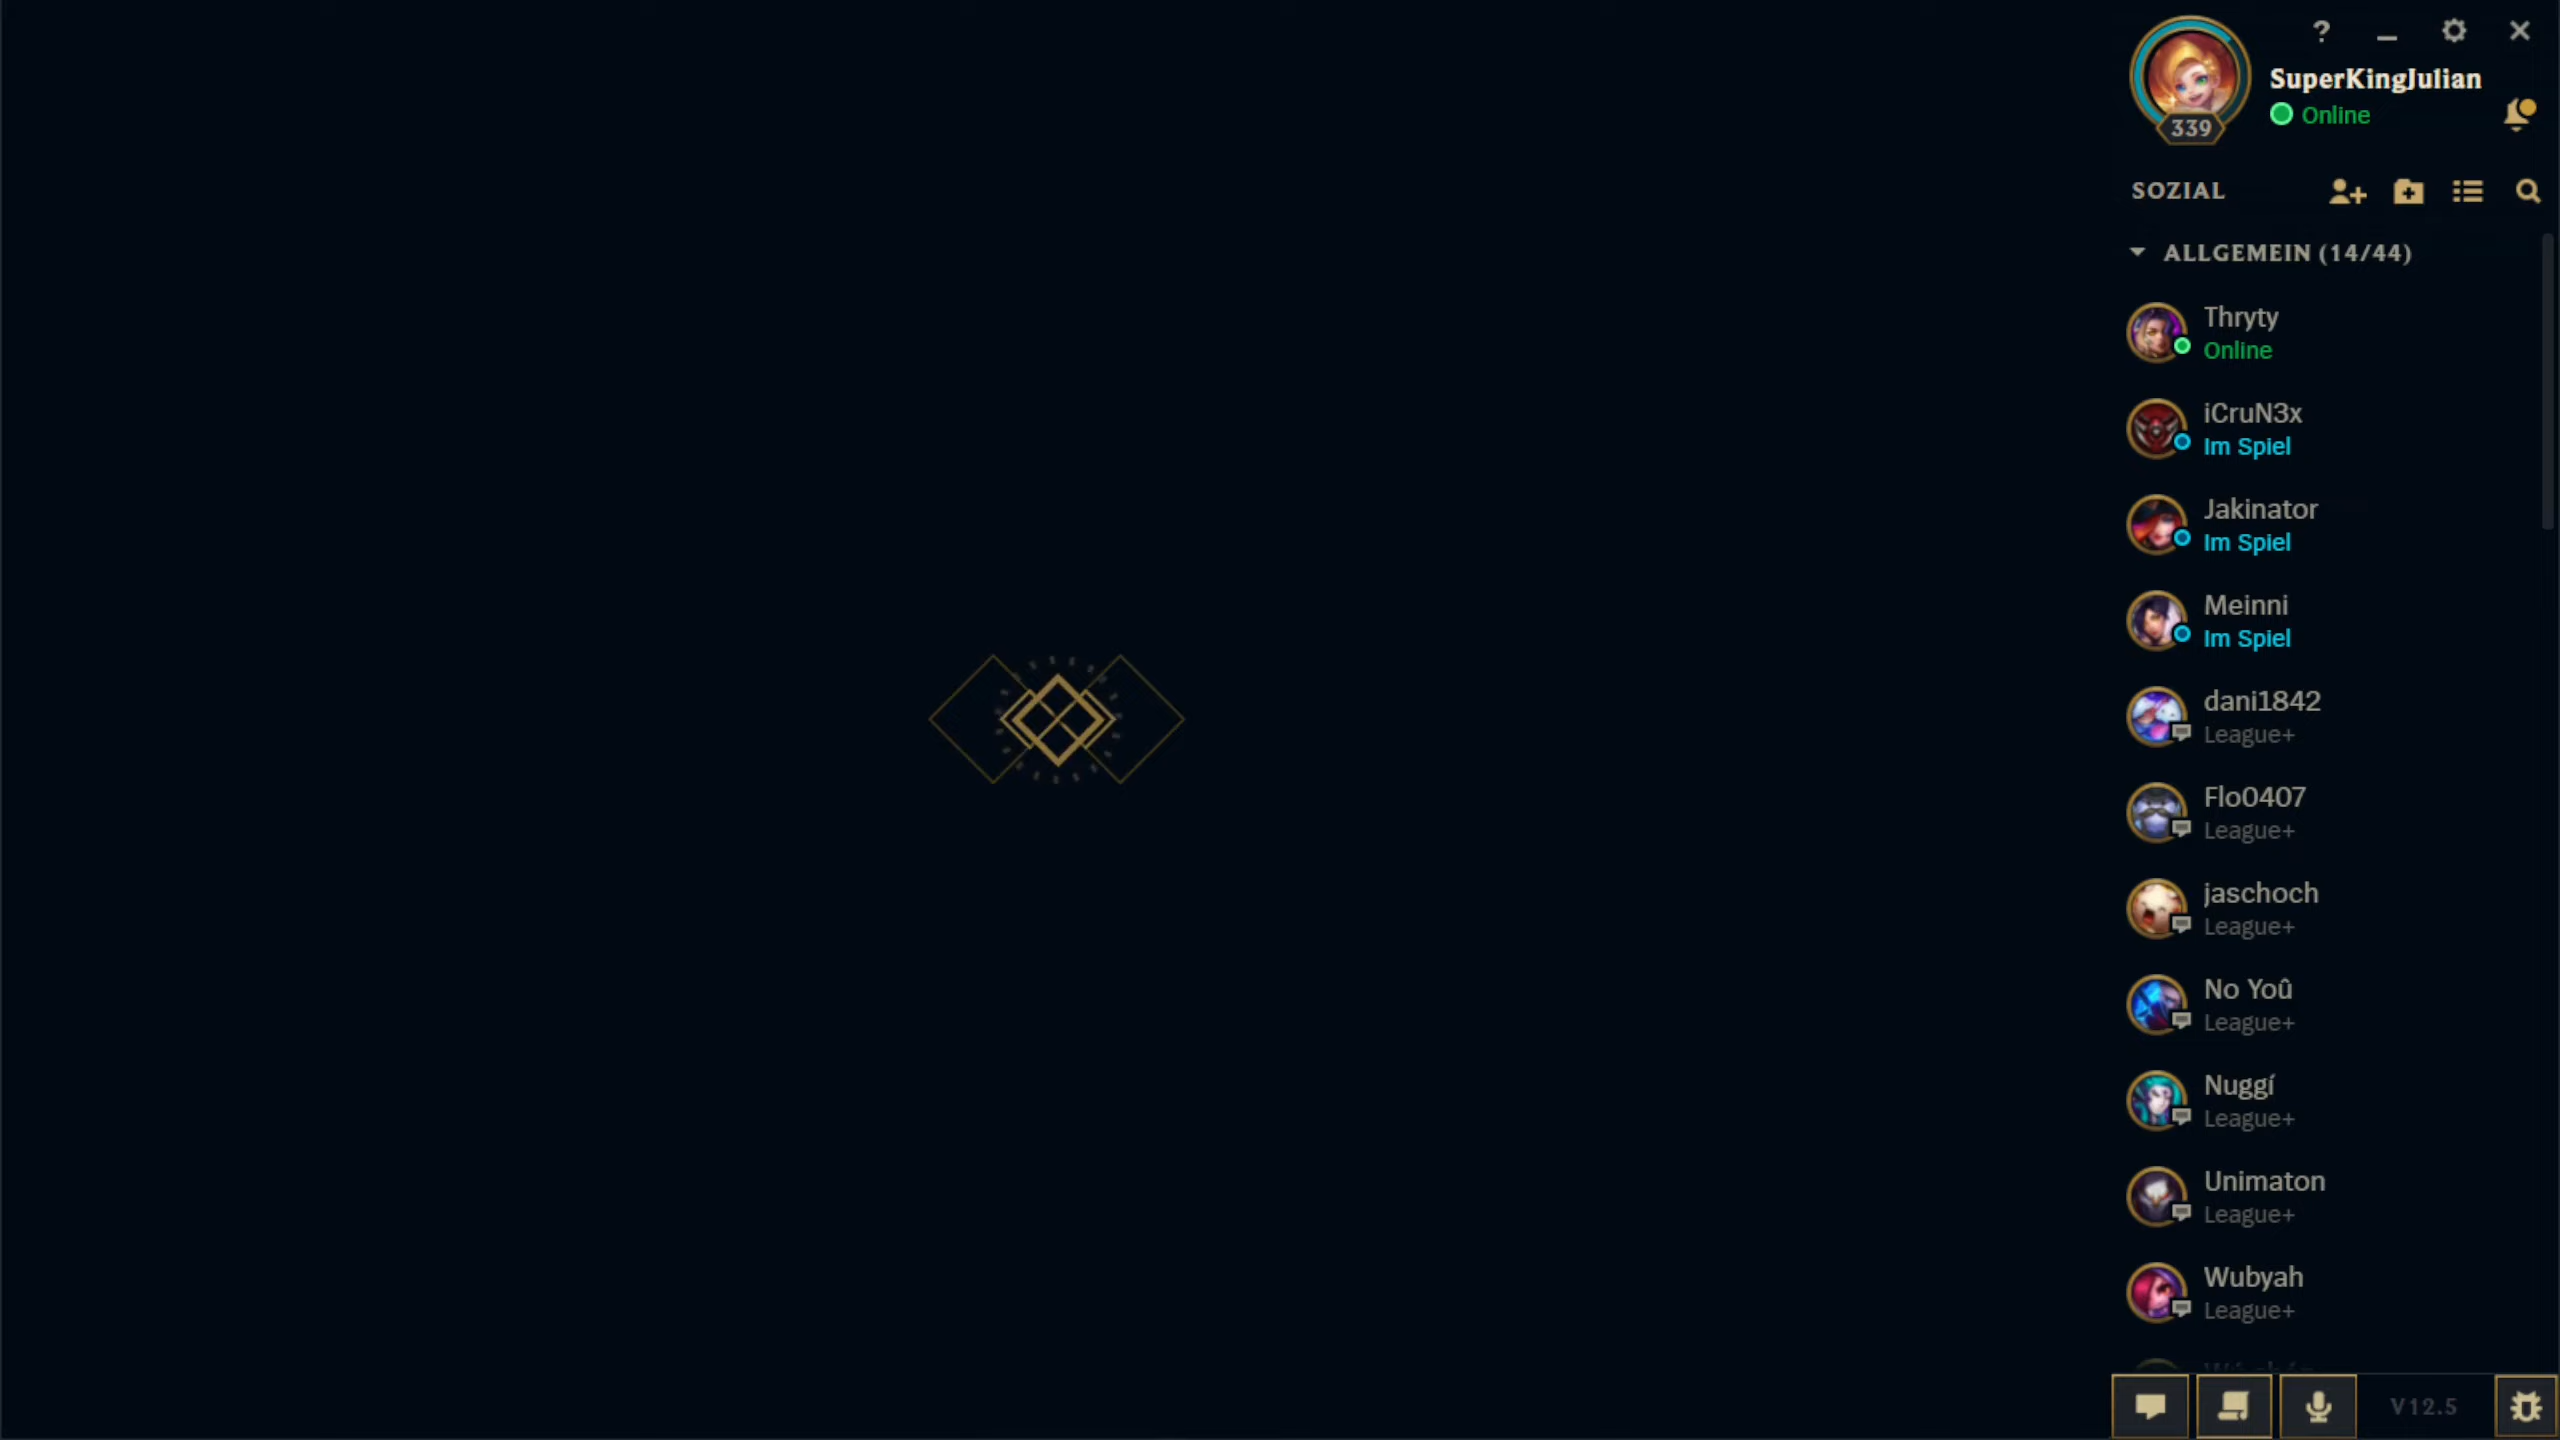 ?
SuperKingJulian
Online
339
SOZIAL
ALLGEMEIN (14/44)
Thryty
Online
iCruN3x
Im Spiel
Jakinator
Im Spiel
Meinni
Im Spiel
dani1842
League+
Flo0407
League+
jaschoch
League+
No Yoû
League+
Nuggí
League+
Unimaton
League+
Wubyah
League+
V12.5